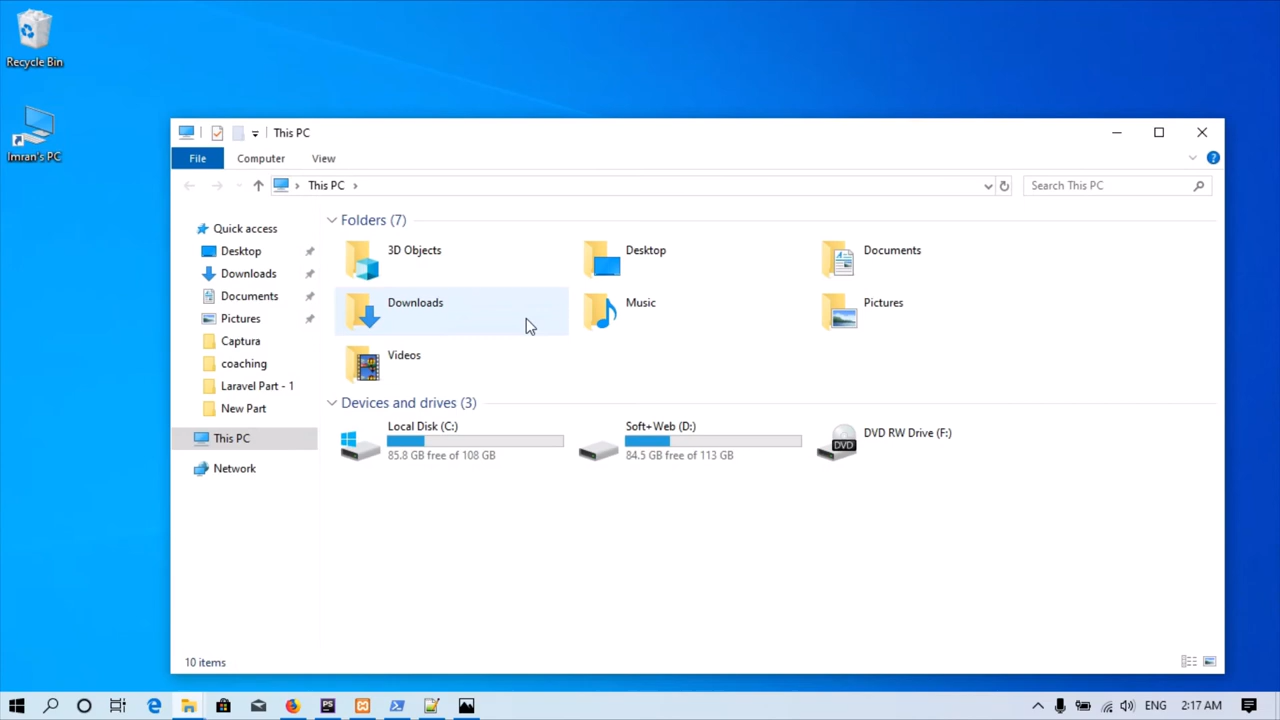 Recycle Bin
Imran's PC
This PC
File Computer View
This PC
Search This PC
Quick access
Desktop
Downloads
Documents
Pictures
Captura
coaching
Laravel Part - 1
New Part
This PC
Network
Folders (7)
3D Objects
Desktop
Documents
Downloads
Music
Pictures
Videos
Devices and drives (3)
Local Disk (C:)
85.8 GB free of 108 GB
Soft+Web (D:)
84.5 GB free of 113 GB
DVD RW Drive (F:)
DVD
10 items
PS
ENG
2:17 AM